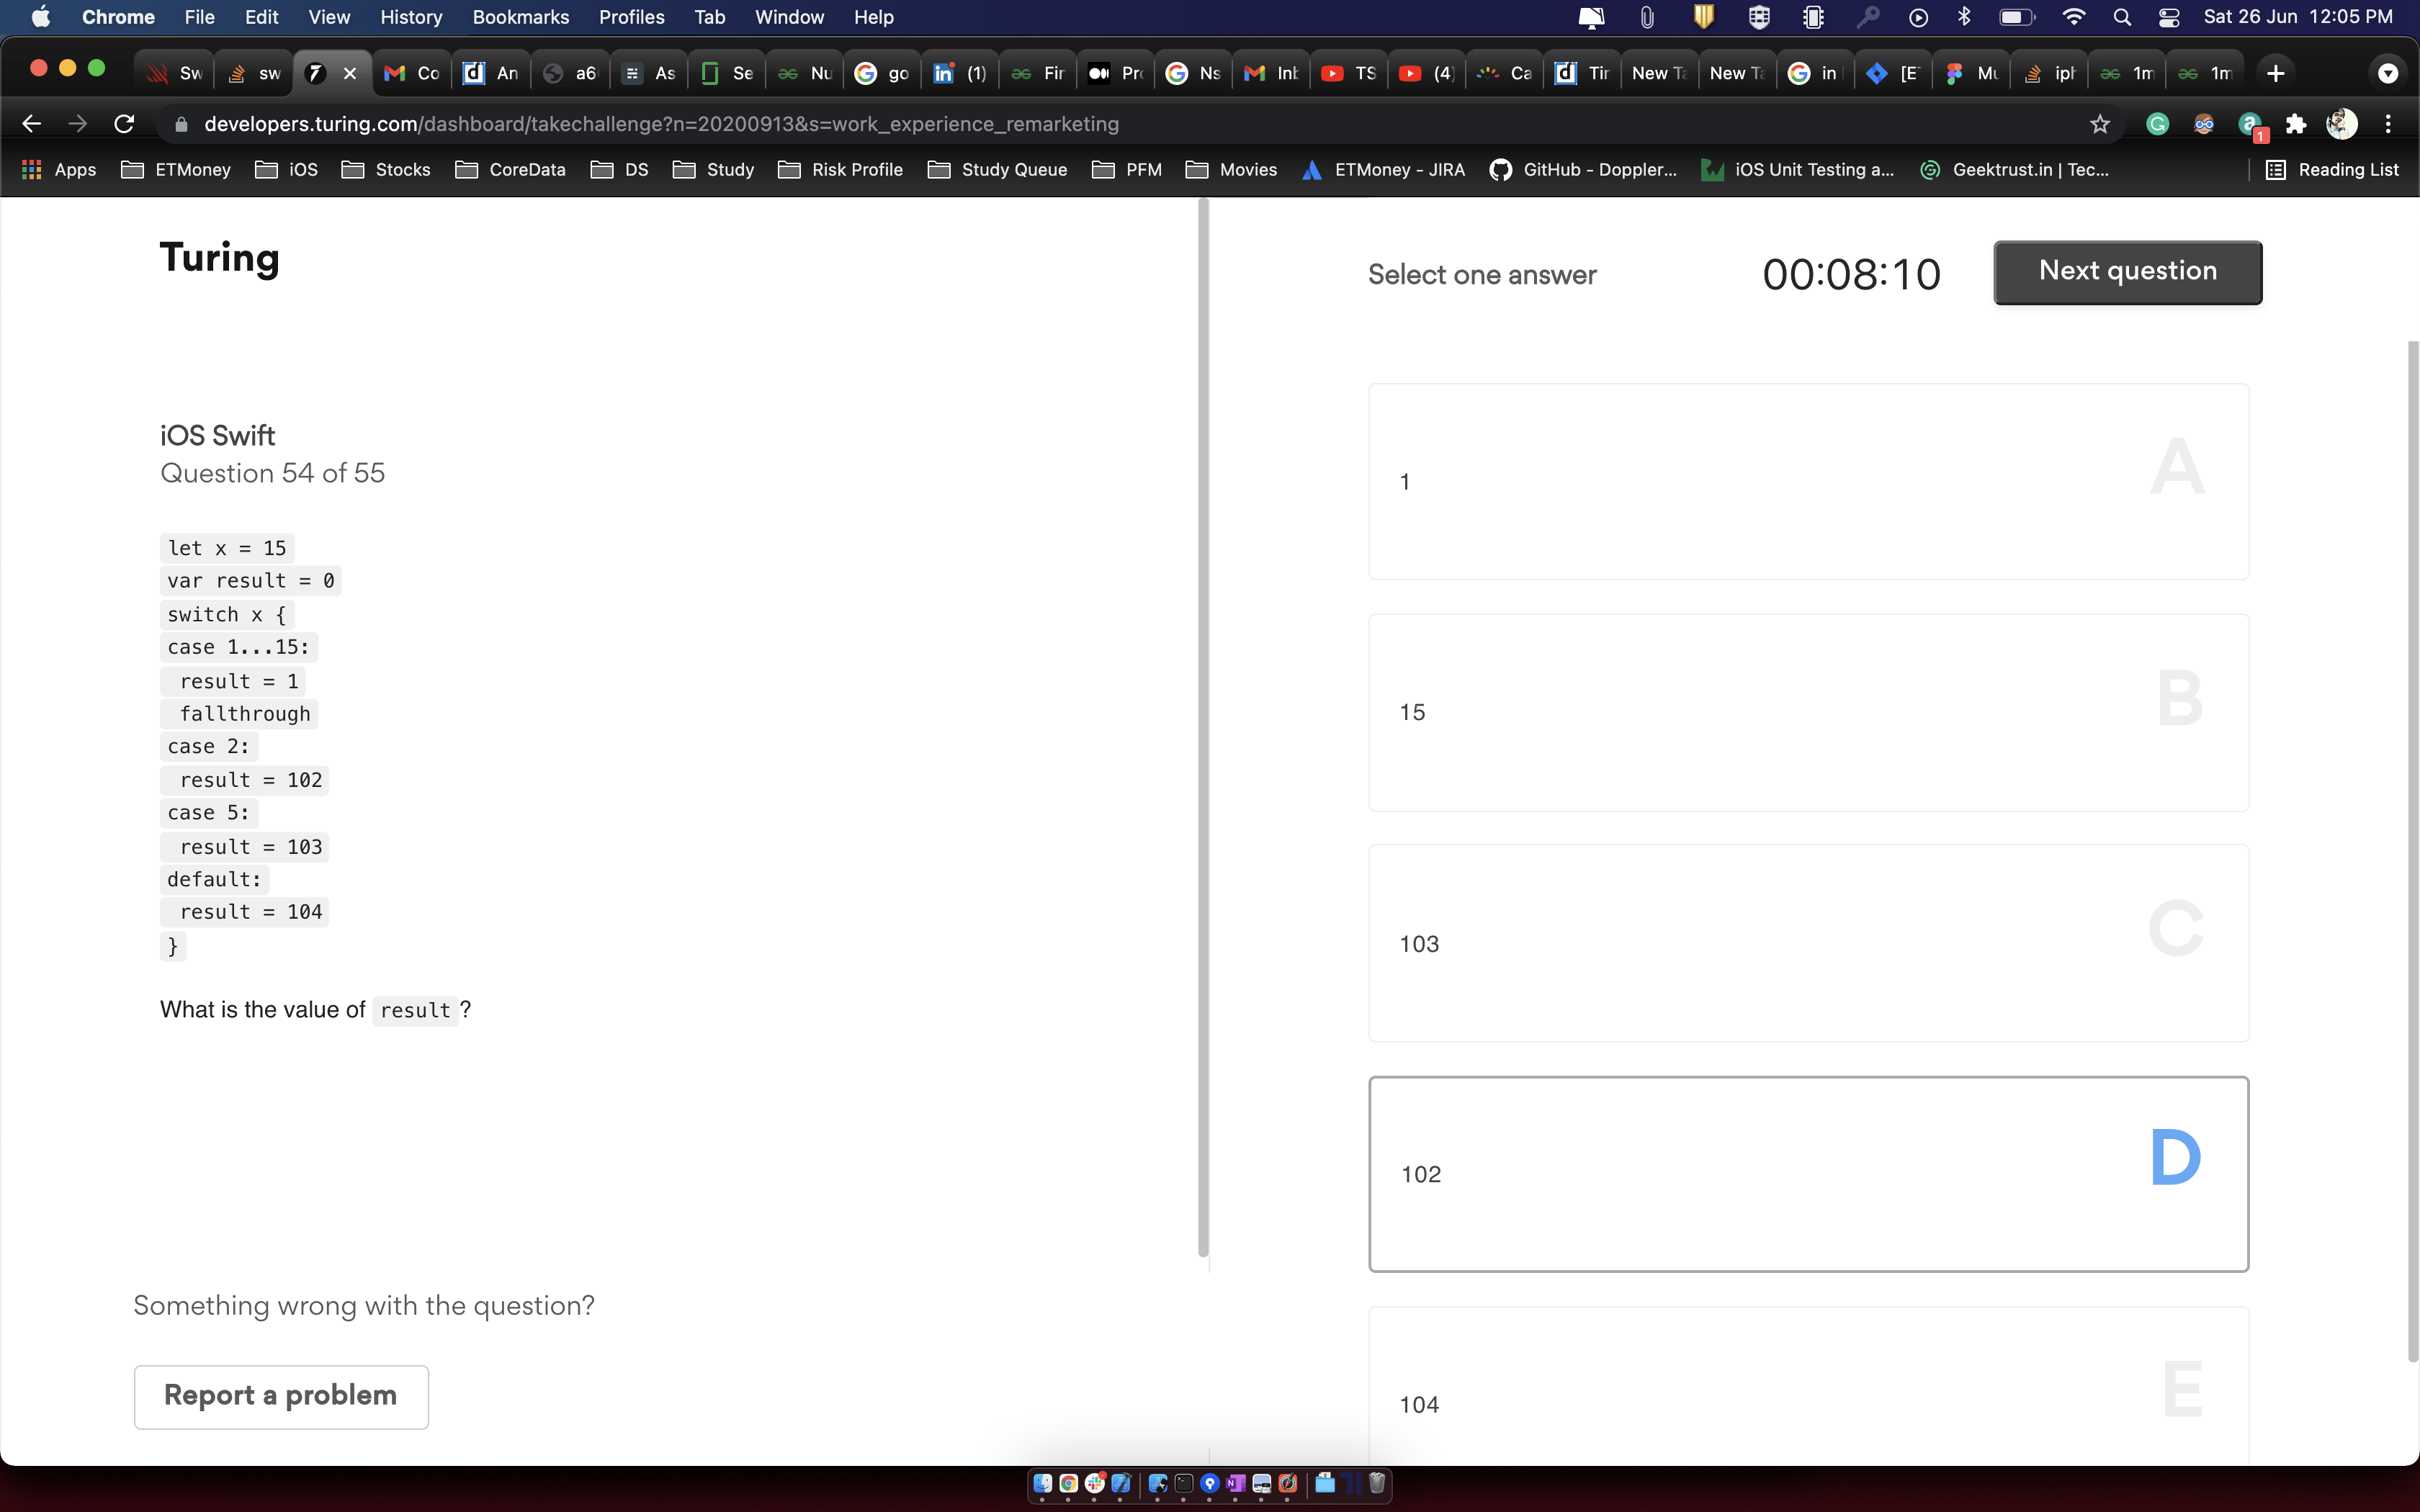 Chrome File Edit View History Bookmarks Profiles Tab Window Help Sat 26 Jun 12:05 PM
Sw sw Co An a6 As Se Nu go (1) Fir Pro Ns Inb TS (4) Ca Tir New Ta New Ta in [E Mu iph 1m 1m
developers.turing.com/dashboard/takechallenge?n=20200913&s=work_experience_remarketing 1
Apps ETMoney iOS Stocks CoreData DS Study Risk Profile Study Queue PFM Movies ETMoney - JIRA GitHub - Doppler... iOS Unit Testing a... Geektrust.in | Tec... Reading List
Turing
iOS Swift
Question 54 of 55
let x = 15
var result = 0
switch x {
case 1...15:
result = 1
fallthrough
case 2:
result = 102
case 5:
result = 103
default:
result = 104
}
What is the value of result ?
Something wrong with the question?
Report a problem
Select one answer 00:08:10 Next question
1 A
15 B
103 C
102 D
104 E